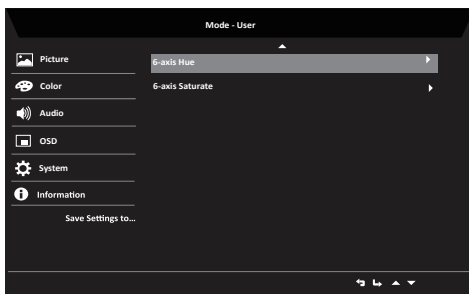 Mode - User
Picture
Color
Audio
OSD
System
Information
Save Settings to...
6-axis Hue
6-axis Saturate